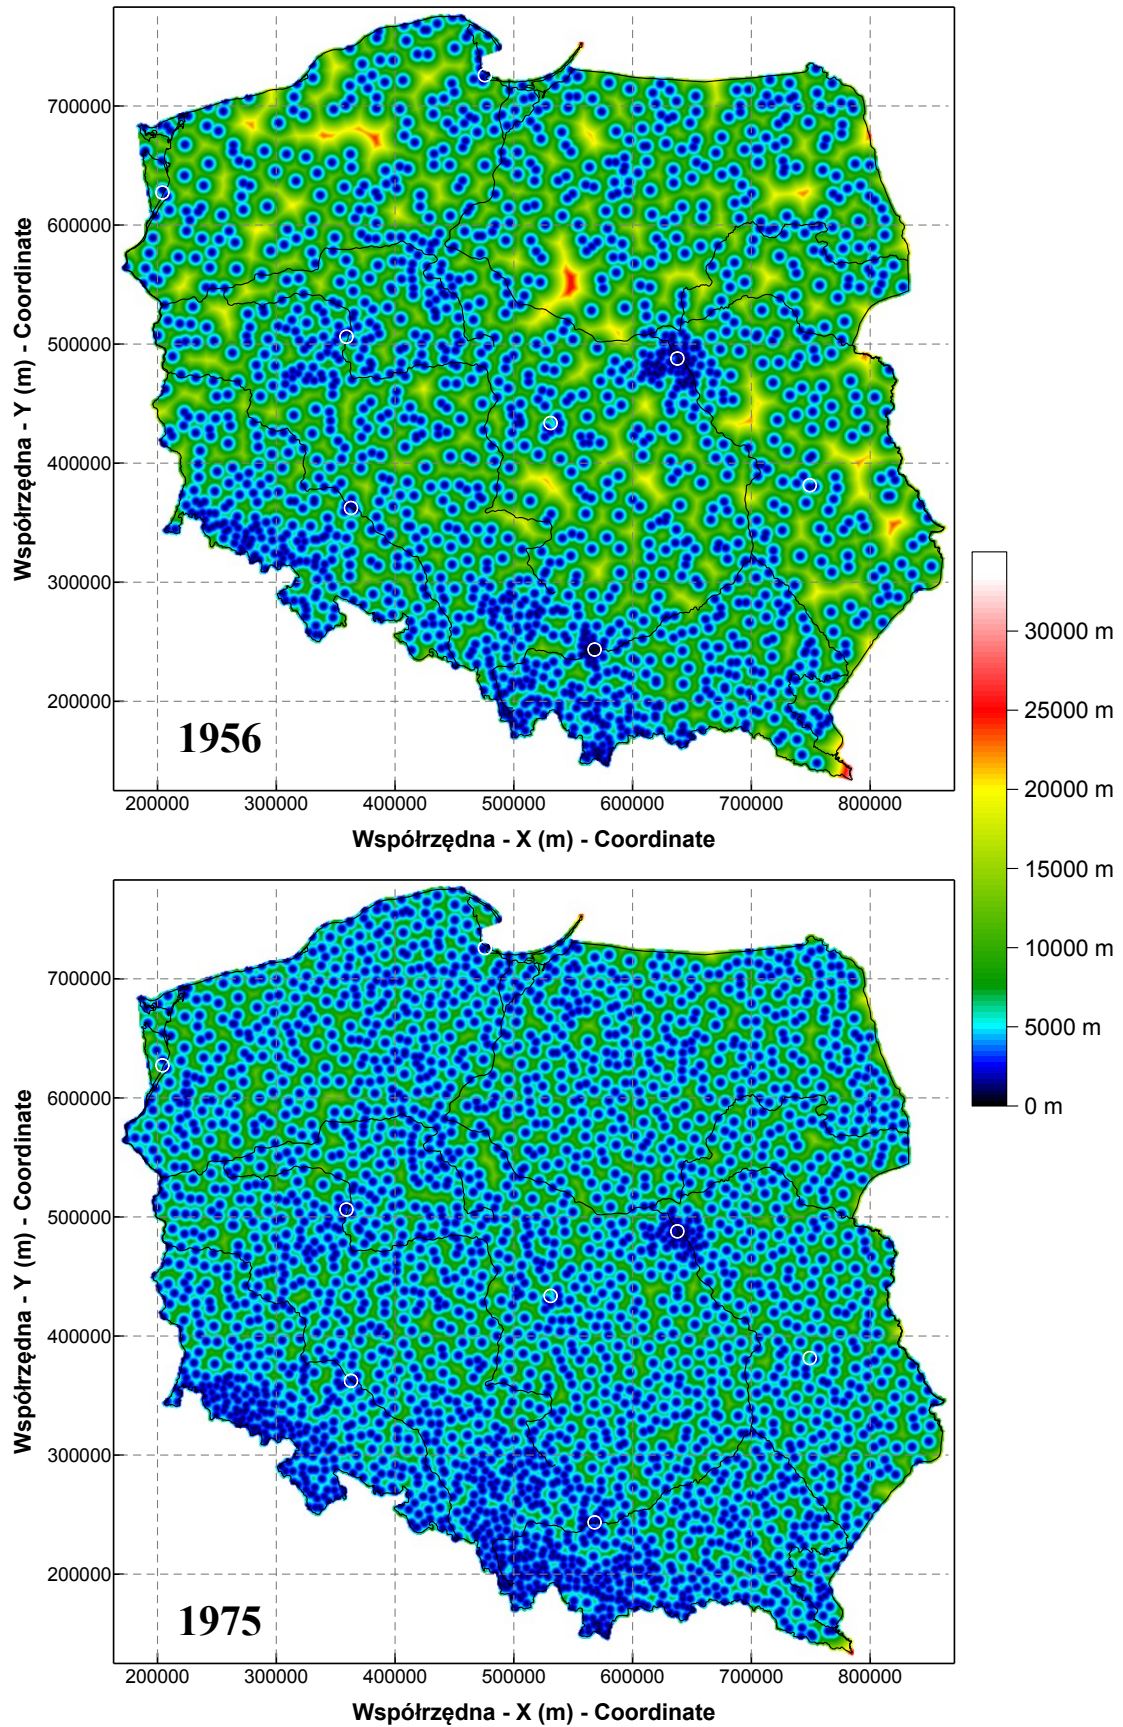 700000
600000
500000
400000
300000
200000
Współrzędna - Y (m) - Coordinate
1956
200000 300000 400000 500000 600000 700000 800000
Współrzędna - X (m) - Coordinate
30000 m
25000 m
20000 m
15000 m
10000 m
5000 m
0 m
700000
600000
500000
400000
300000
200000
Współrzędna - Y (m) - Coordinate
1975
200000 300000 400000 500000 600000 700000 800000
Współrzędna - X (m) - Coordinate